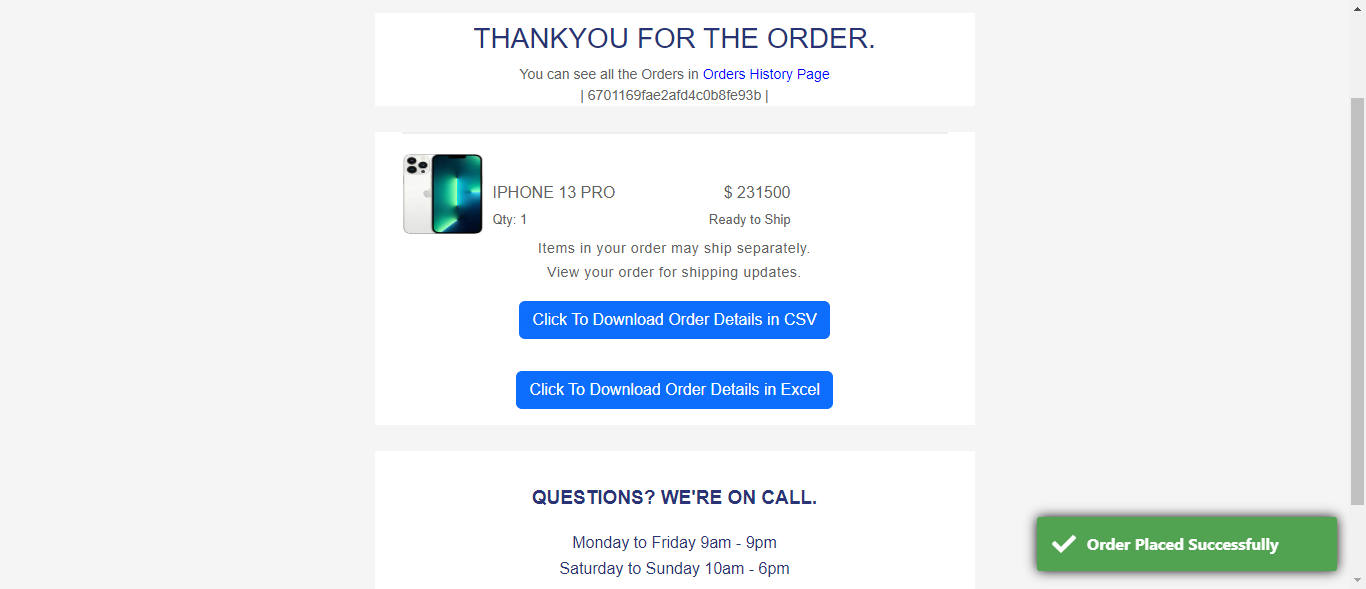 THANKYOU FOR THE ORDER.
You can see all the Orders in Orders History Page
| 6701169fae2afd4c0b8fe93b |
IPHONE 13 PRO $ 231500
Qty: 1 Ready to Ship
Items in your order may ship separately.
View your order for shipping updates.
Click To Download Order Details in CSV
Click To Download Order Details in Excel
QUESTIONS? WE'RE ON CALL.
Monday to Friday 9am - 9pm
Saturday to Sunday 10am - 6pm
Order Placed Successfully